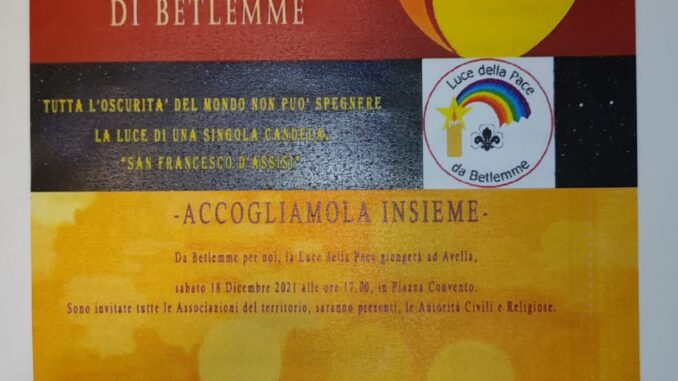 DI BETLEMME
TUTTA L'OSCURITA' DEL MONDO NON PUO' SPEGNERE
LA LUCE DI UNA SINGOLA CANDELA.
"SAN FRANCESCO D'ASSISI"
Luce della Pace
da Betlemme
-ACCOGLIAMOLA INSIEME-
Da Betlemme per noi, la Luce della Pace giungerà ad Avella,
sabato 18 Dicembre 2021 alle ore 17,00, in Piazza Convento.
Sono invitate tutte le Associazioni del territorio, saranno presenti, le Autorità Civili e Religiose.